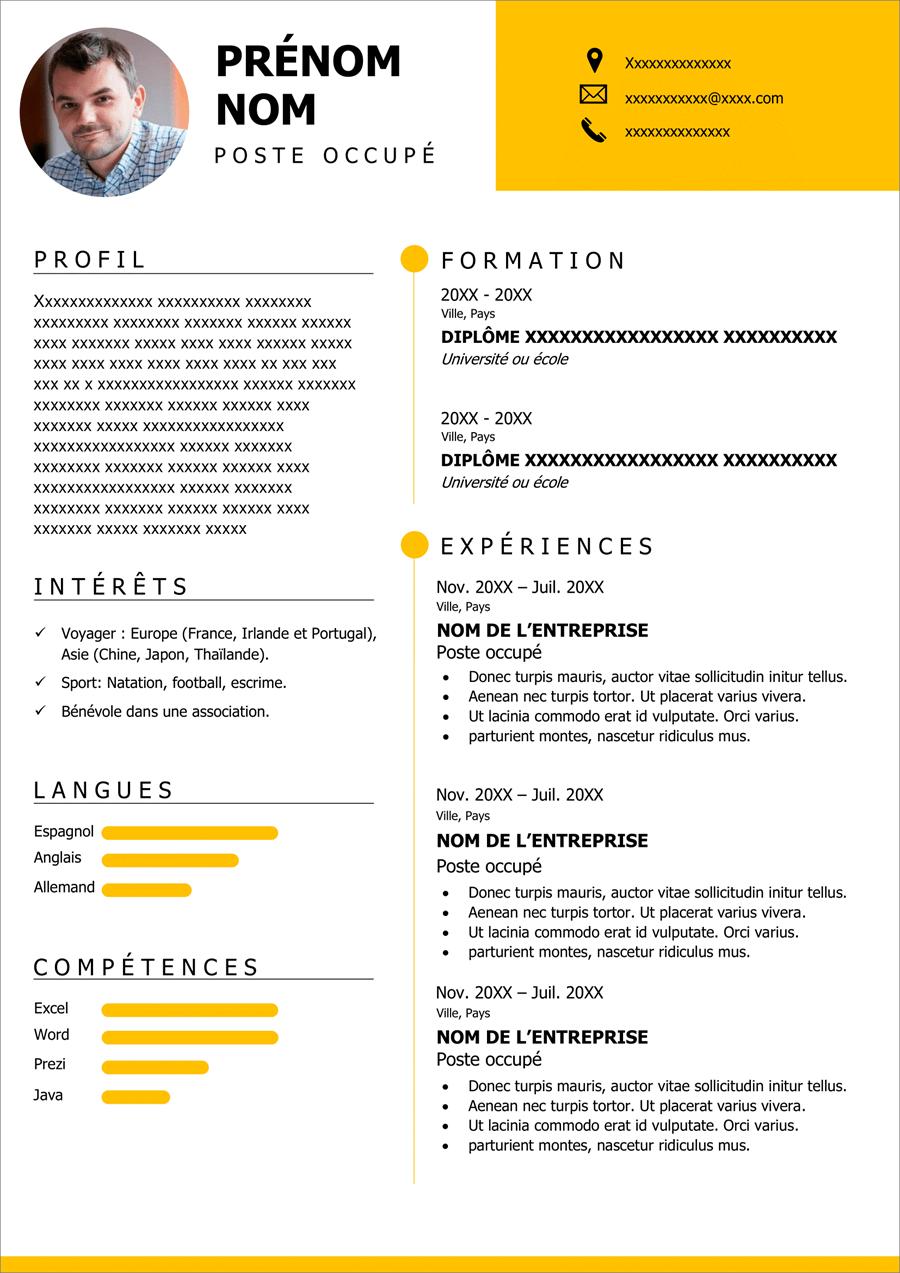 PRÉNOM
NOM
POSTE OCCUPÉ
Xxxxxxxxxxxxxx
xxxxxxxxxxx@xxxx.com
xxxxxxxxxxxxxx
PROFIL
Xxxxxxxxxxxxxx xxxxxxxxxx xxxxxxxx
xxxxxxxxx xxxxxxxx xxxxxxx xxxxxx xxxxxx
xxxx xxxxxxx xxxxx xxxx xxxx xxxxxx xxxxx
xxxx xxxx xxxx xxxx xxxx xxxx xx xxx xxx
xxx xx x xxxxxxxxxxxxxxxxx xxxxxx xxxxxxx
xxxxxxxx xxxxxxx xxxxxx xxxxxx xxxx
xxxxxxx xxxxx xxxxxxxxxxxxxxxxx
xxxxxxxxxxxxxxxxx xxxxxx xxxxxxx
xxxxxxxx xxxxxxx xxxxxx xxxxxx xxxx
xxxxxxxxxxxxxxxxx xxxxxx xxxxxxx
xxxxxxxx xxxxxxx xxxxxx xxxxxx xxxx
xxxxxxx xxxxx xxxxxxx xxxxx
INTÉRÊTS
✓ Voyager : Europe (France, Irlande et Portugal),
Asie (Chine, Japon, Thaïlande).
✓ Sport: Natation, football, escrime.
✓ Bénévole dans une association.
LANGUES
Espagnol
Anglais
Allemand
COMPÉTENCES
Excel
Word
Prezi
Java
FORMATION
20XX - 20XX
Ville, Pays
DIPLÔME XXXXXXXXXXXXXXXXX XXXXXXXXXX
Université ou école
20XX - 20XX
Ville, Pays
DIPLÔME XXXXXXXXXXXXXXXXX XXXXXXXXXX
Université ou école
EXPÉRIENCES
Nov. 20XX – Juil. 20XX
Ville, Pays
NOM DE L’ENTREPRISE
Poste occupé
• Donec turpis mauris, auctor vitae sollicitudin initur tellus.
• Aenean nec turpis tortor. Ut placerat varius vivera.
• Ut lacinia commodo erat id vulputate. Orci varius.
• parturient montes, nascetur ridiculus mus.
Nov. 20XX – Juil. 20XX
Ville, Pays
NOM DE L’ENTREPRISE
Poste occupé
• Donec turpis mauris, auctor vitae sollicitudin initur tellus.
• Aenean nec turpis tortor. Ut placerat varius vivera.
• Ut lacinia commodo erat id vulputate. Orci varius.
• parturient montes, nascetur ridiculus mus.
Nov. 20XX – Juil. 20XX
Ville, Pays
NOM DE L’ENTREPRISE
Poste occupé
• Donec turpis mauris, auctor vitae sollicitudin initur tellus.
• Aenean nec turpis tortor. Ut placerat varius vivera.
• Ut lacinia commodo erat id vulputate. Orci varius.
• parturient montes, nascetur ridiculus mus.